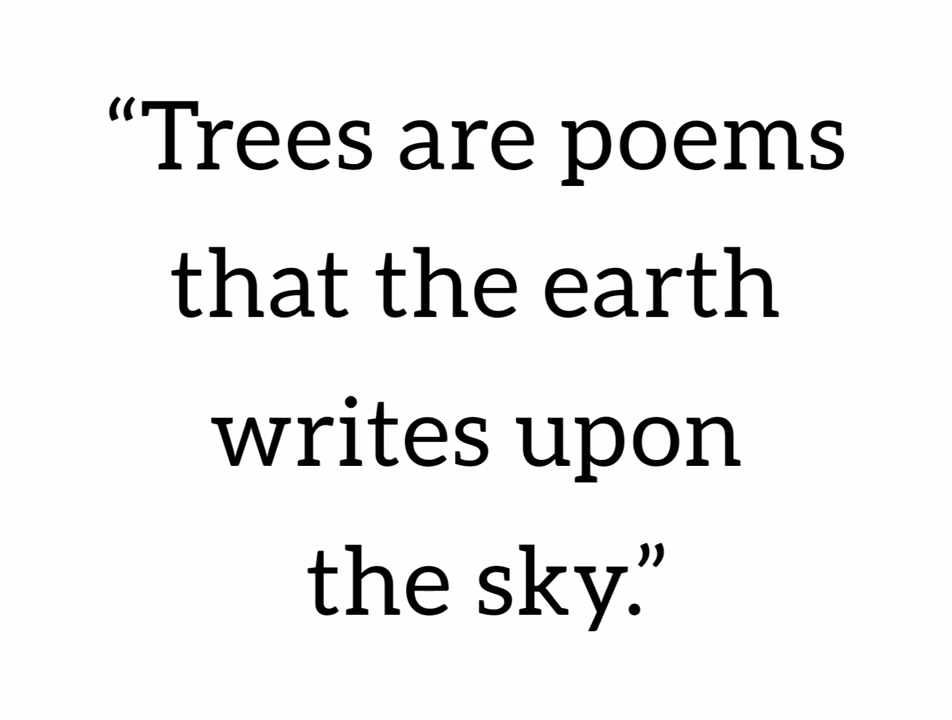 “Trees are poems
that the earth
writes upon
the sky.”